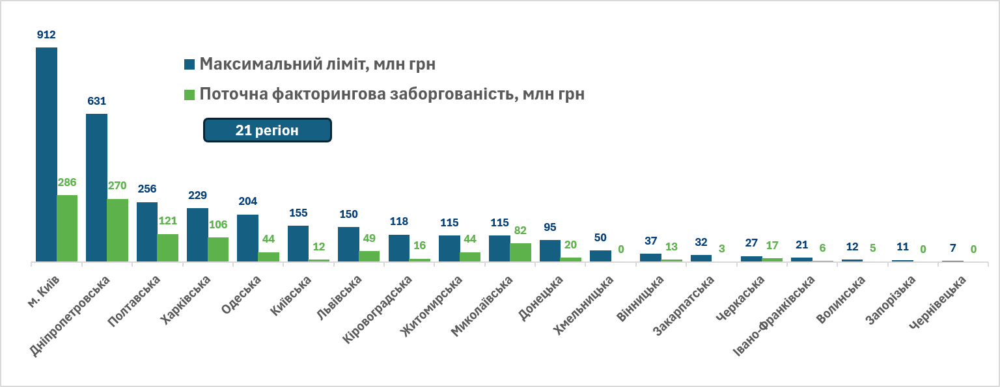 912
Максимальний ліміт, млн грн
Поточна факторингова заборгованість, млн грн
631
21 регіон
286
270
256
229
204
155
150
118
115
115
95
121
106
44
12
49
16
44
82
20
50
0
37
13
32
3
27
17
21
6
12
5
11
0
7
0
м. Київ
Дніпропетровська
Полтавська
Харківська
Одеська
Київська
Львівська
Кіровоградська
Житомирська
Миколаївська
Донецька
Хмельницька
Вінницька
Закарпатська
Черкаська
Івано-Франківська
Волинська
Запорізька
Чернівецька